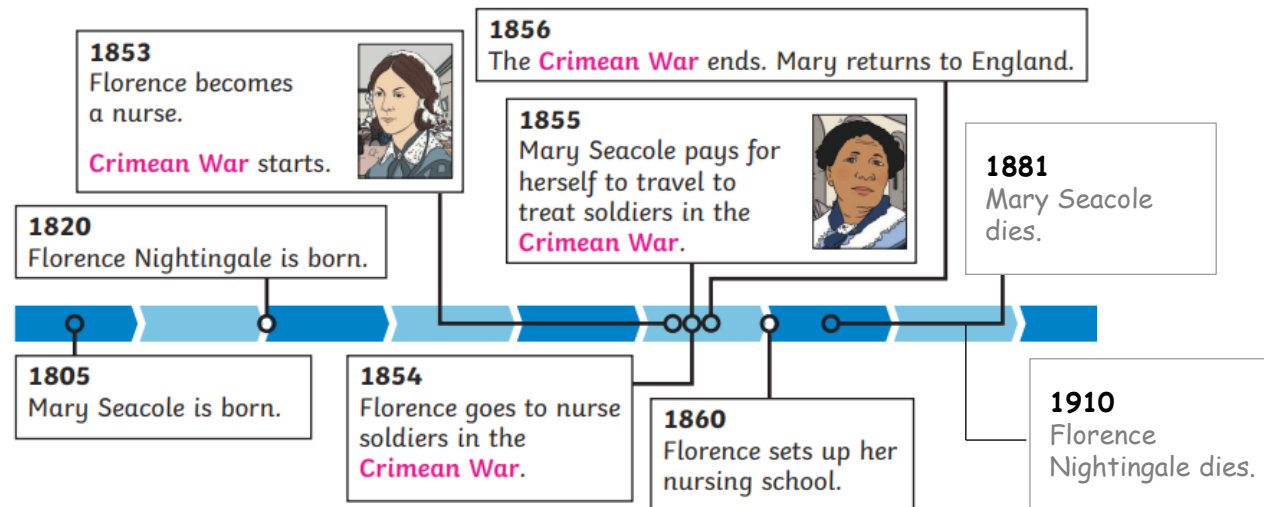 1853
Florence becomes
a nurse.
Crimean War starts.
1856
The Crimean War ends. Mary returns to England.
1855
Mary Seacole pays for
herself to travel to
treat soldiers in the
Crimean War.
1881
Mary Seacole
dies.
1820
Florence Nightingale is born.
1805
Mary Seacole is born.
1854
Florence goes to nurse
soldiers in the
Crimean War.
1860
Florence sets up her
nursing school.
1910
Florence
Nightingale dies.